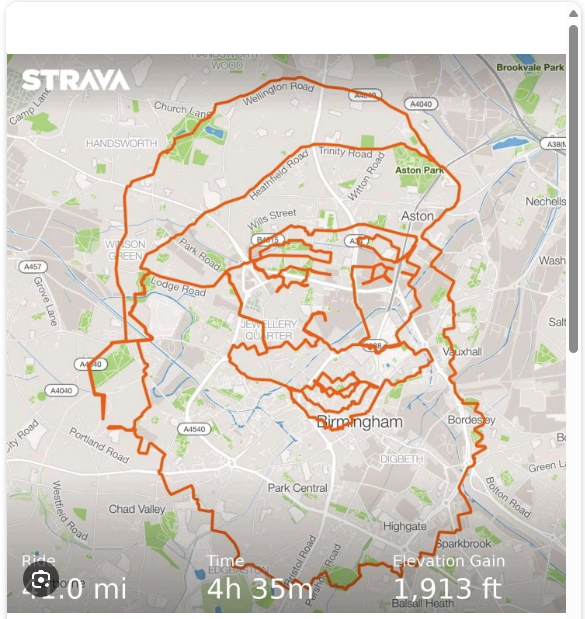 HANDSWORTH
WOOD
Brookvale Park
STRAVA
Wellington Road
A4040
A4040
Camp Lane
Church Lane
A38(M
HANDSWORTH
Trinity Road
Heathfield Road
Witton Road
Aston Park
Nechells
Wills Street
Aston
WINSON
GREEN
Park Road
B4515
Wash
A457
Lodge Road
Grove Lane
JEWELLERY
QUARTER
Salt
Vauxhall
A4040
A4040
Birmingham
Bordesley
A4540
City Road
Portland Road
DIGBETH
Green La
Park Central
Bolton Road
Westfield Road
Chad Valley
Highgate
Sparkbrook
Ride
Time
Elevation Gain
EDGBASTON
Bristol Road
Pershore Road
.0 mi
4h 35m
1,913 ft
Balsall Heath